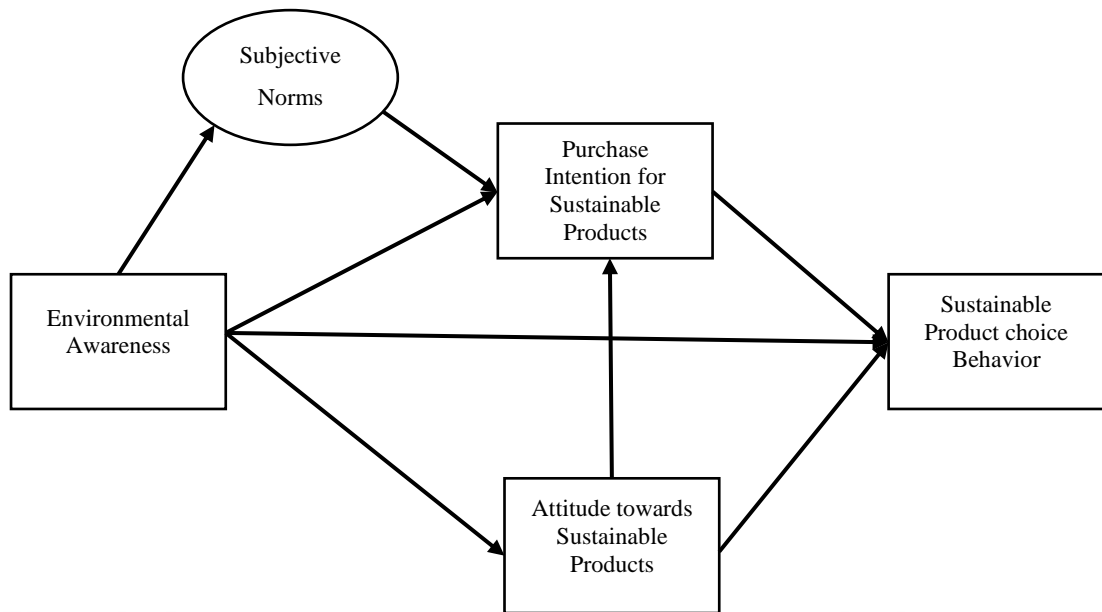 Subjective
Norms
Purchase
Intention for
Sustainable
Products
Environmental
Awareness
Sustainable
Product choice
Behavior
Attitude towards
Sustainable
Products